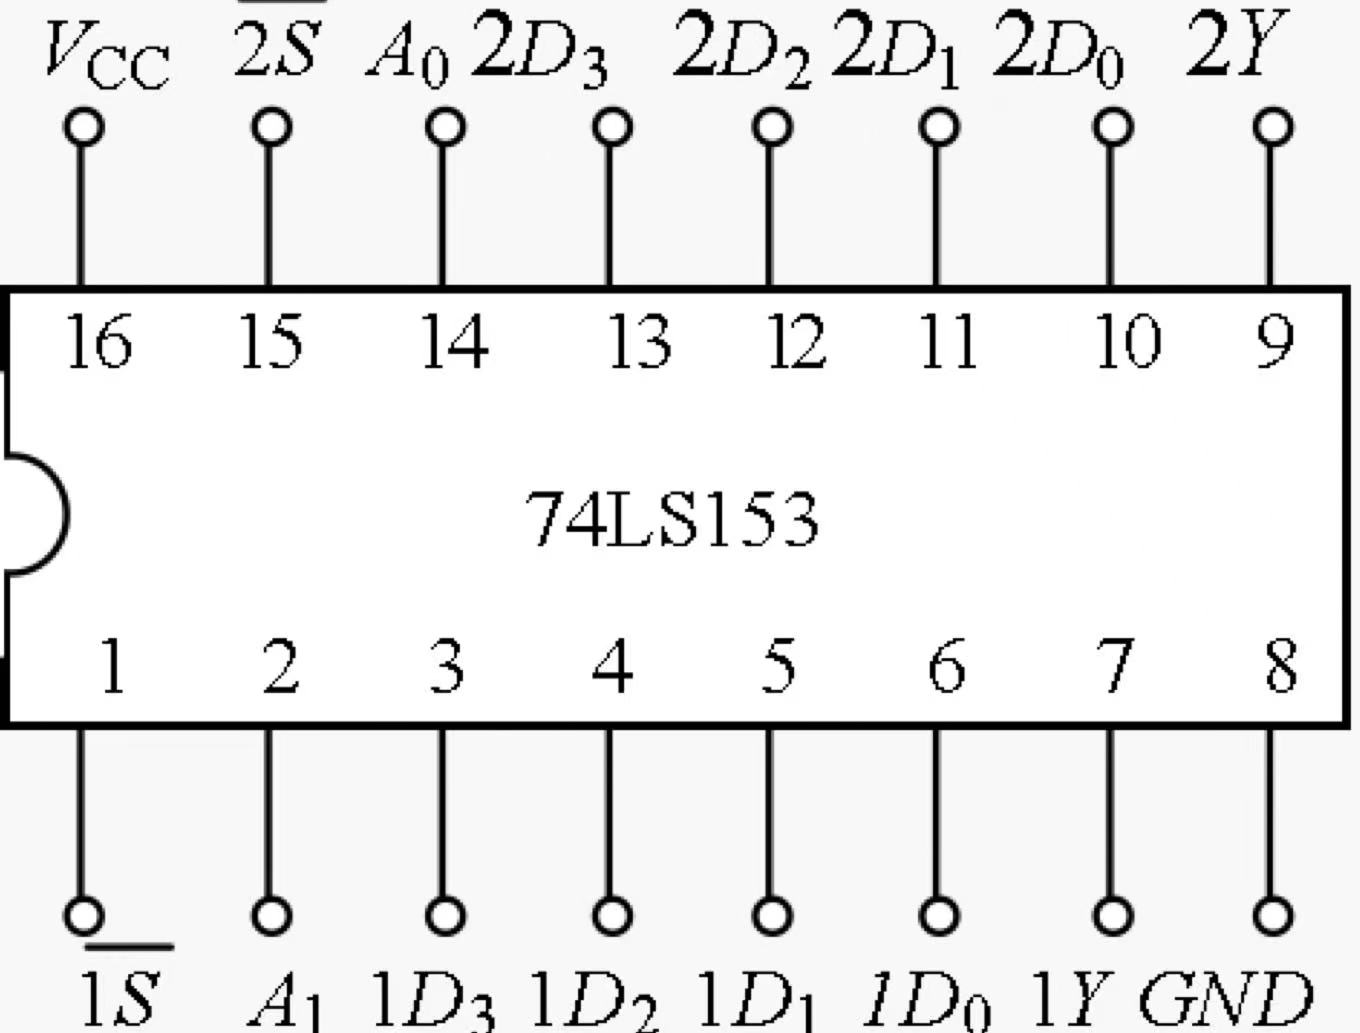 V_CC 2S̅ A₀ 2D₃ 2D₂ 2D₁ 2D₀ 2Y
16 15 14 13 12 11 10 9
74LS153
1 2 3 4 5 6 7 8
1S̅ A₁ 1D₃ 1D₂ 1D₁ 1D₀ 1Y GND